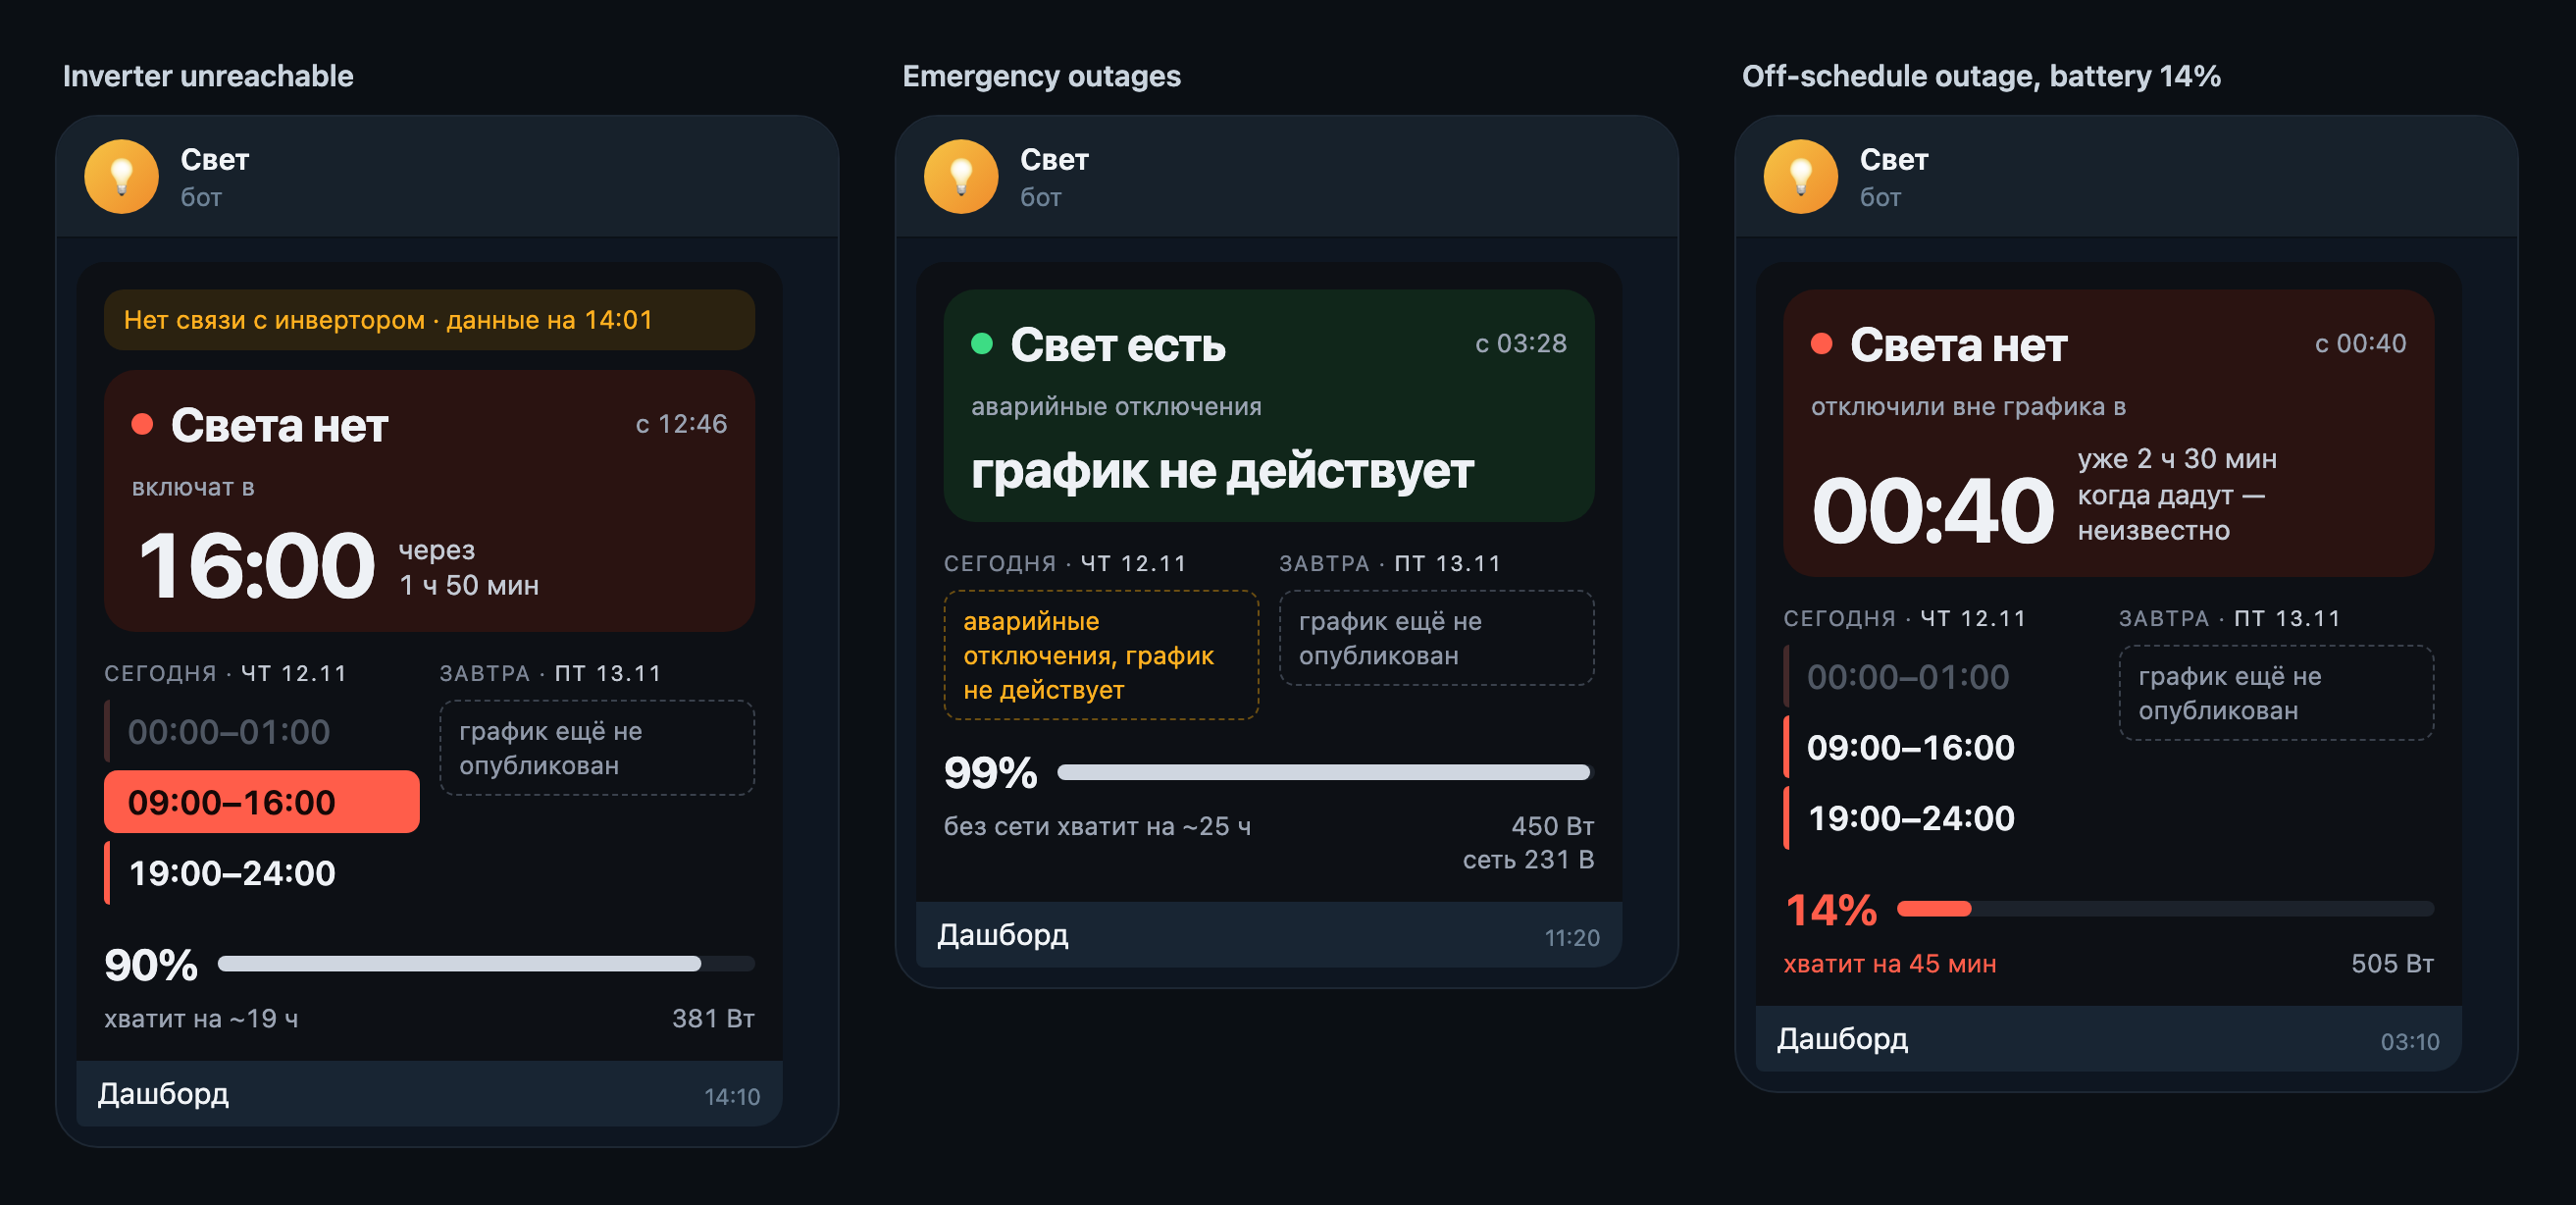 Inverter unreachable
Свет
бот
Нет связи с инвертором · данные на 14:01
Света нет
с 12:46
включат в
16:00
через
1 ч 50 мин
СЕГОДНЯ · ЧТ 12.11
00:00–01:00
09:00–16:00
19:00–24:00
ЗАВТРА · ПТ 13.11
график ещё не
опубликован
90%
хватит на ~19 ч
381 Вт
Дашборд
14:10
Emergency outages
Свет
бот
Свет есть
с 03:28
аварийные отключения
график не действует
СЕГОДНЯ · ЧТ 12.11
аварийные
отключения, график
не действует
ЗАВТРА · ПТ 13.11
график ещё не
опубликован
99%
без сети хватит на ~25 ч
450 Вт
сеть 231 В
Дашборд
11:20
Off-schedule outage, battery 14%
Свет
бот
Света нет
с 00:40
отключили вне графика в
00:40
уже 2 ч 30 мин
когда дадут —
неизвестно
СЕГОДНЯ · ЧТ 12.11
00:00–01:00
09:00–16:00
19:00–24:00
ЗАВТРА · ПТ 13.11
график ещё не
опубликован
14%
хватит на 45 мин
505 Вт
Дашборд
03:10